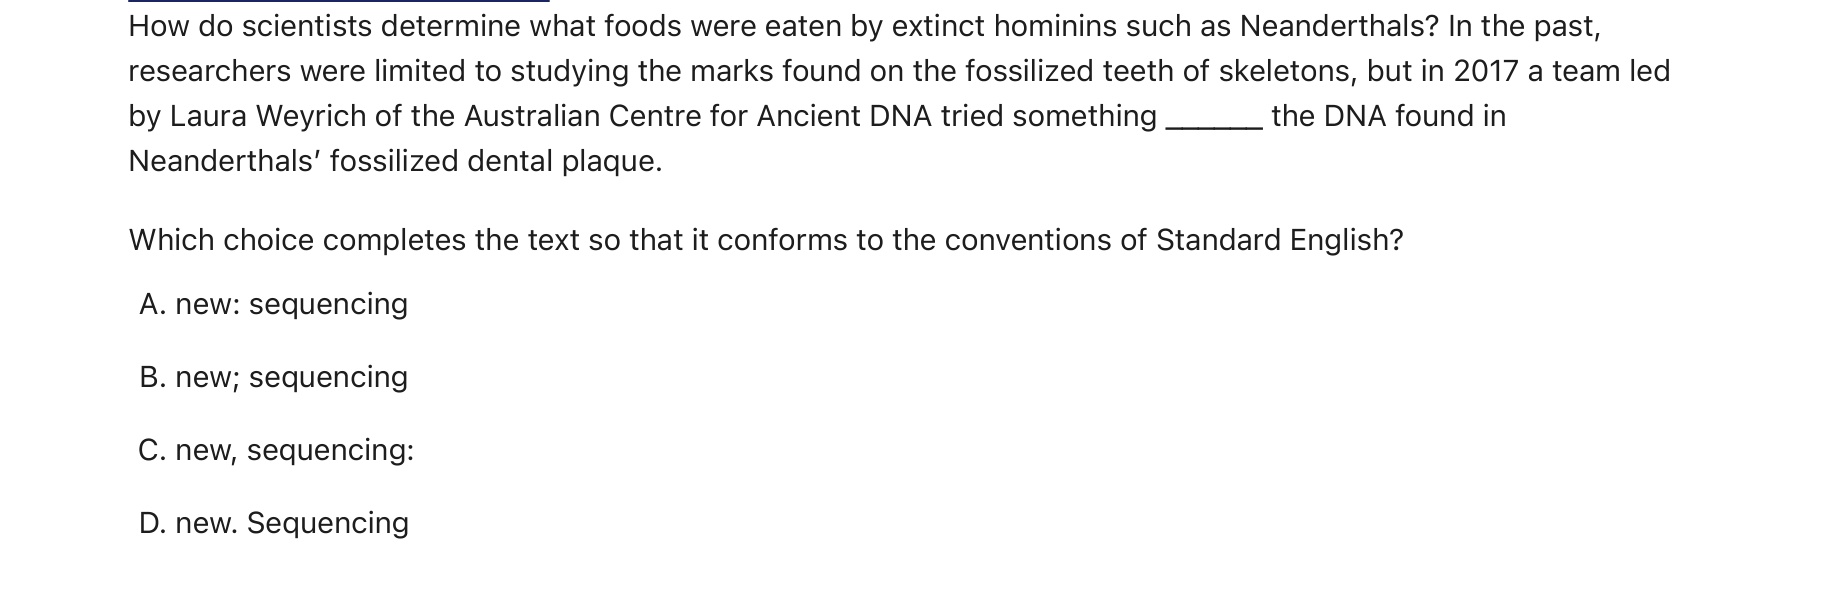 How do scientists determine what foods were eaten by extinct hominins such as Neanderthals? In the past,
researchers were limited to studying the marks found on the fossilized teeth of skeletons, but in 2017 a team led
by Laura Weyrich of the Australian Centre for Ancient DNA tried something ______ the DNA found in
Neanderthals’ fossilized dental plaque.
Which choice completes the text so that it conforms to the conventions of Standard English?
A. new: sequencing
B. new; sequencing
C. new, sequencing:
D. new. Sequencing